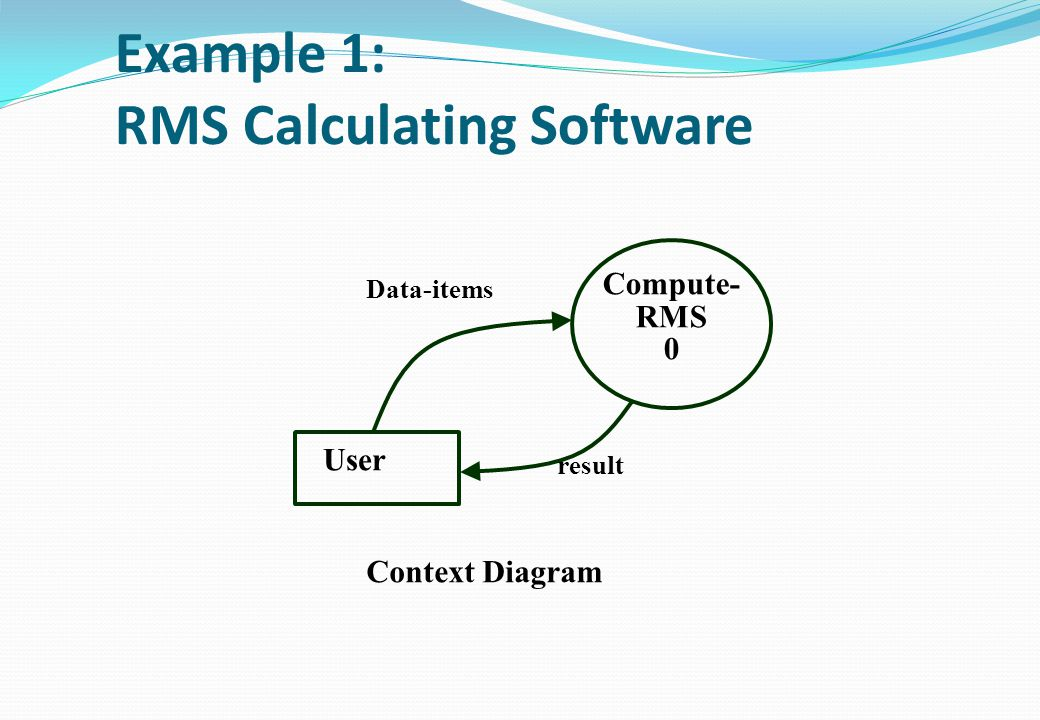 Example 1:
RMS Calculating Software
Data-items
Compute-
RMS
0
User
result
Context Diagram